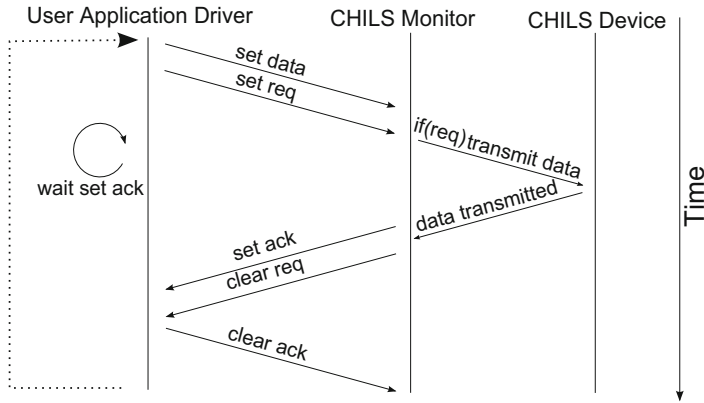 User Application Driver
CHILS Monitor
CHILS Device
set data
set req
if(req) transmit data
wait set ack
data transmitted
set ack
clear req
clear ack
Time